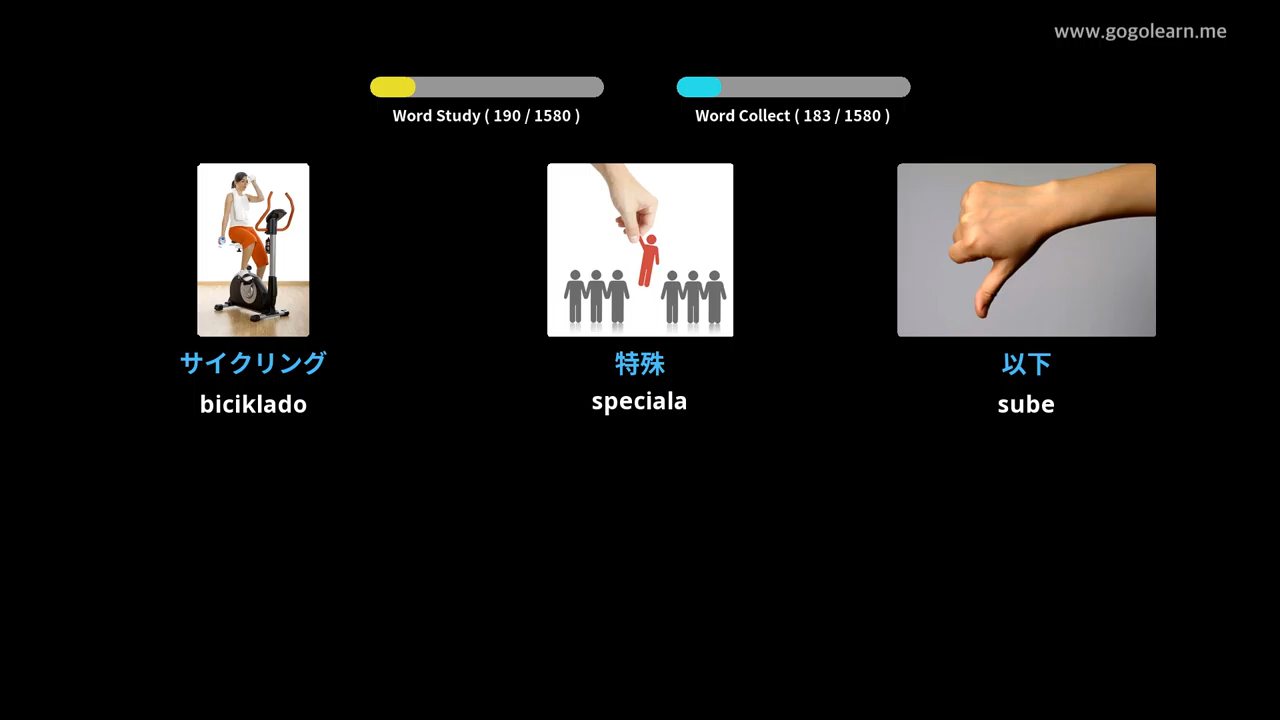 www.gogolearn.me
Word Study ( 190 / 1580 )
Word Collect ( 183 / 1580 )
サイクリング
biciklado
特殊
speciala
以下
sube